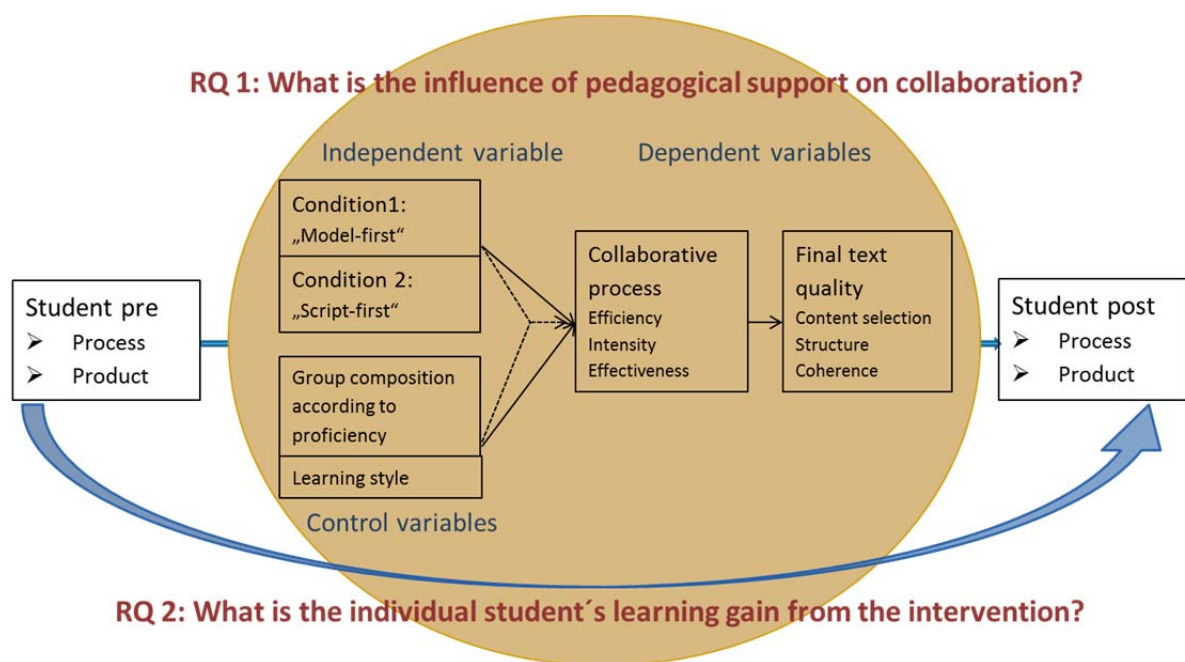 RQ 1: What is the influence of pedagogical support on collaboration?
Independent variable
Dependent variables
Condition1:
„Model-first“
Condition 2:
„Script-first“
Group composition
according to
proficiency
Learning style
Control variables
Collaborative
process
Efficiency
Intensity
Effectiveness
Final text
quality
Content selection
Structure
Coherence
Student pre
➢ Process
➢ Product
Student post
➢ Process
➢ Product
RQ 2: What is the individual student´s learning gain from the intervention?